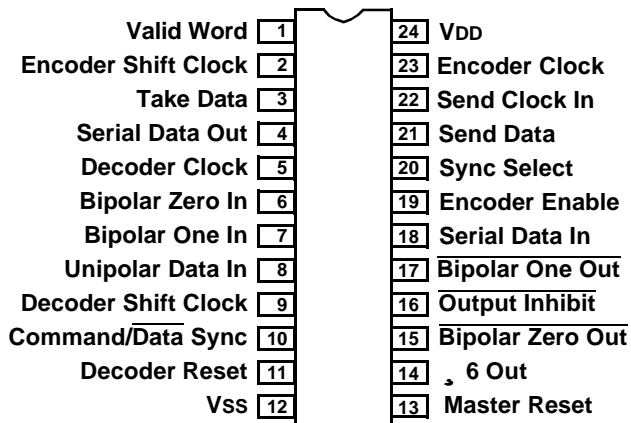 Valid Word 1 24 VDD
Encoder Shift Clock 2 23 Encoder Clock
Take Data 3 22 Send Clock In
Serial Data Out 4 21 Send Data
Decoder Clock 5 20 Sync Select
Bipolar Zero In 6 19 Encoder Enable
Bipolar One In 7 18 Serial Data In
Unipolar Data In 8 17 Bipolar One Out
Decoder Shift Clock 9 16 Output Inhibit
Command/Data Sync 10 15 Bipolar Zero Out
Decoder Reset 11 14 ¸ 6 Out
VSS 12 13 Master Reset